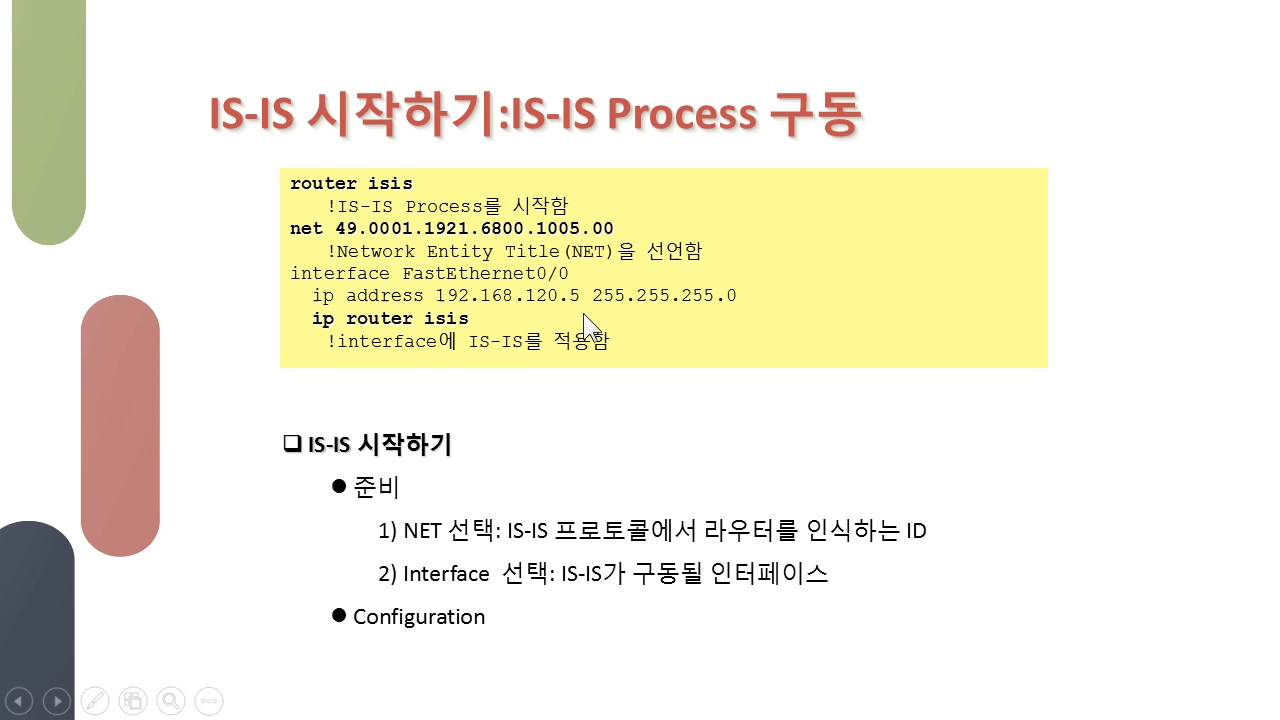 IS-IS 시작하기:IS-IS Process 구동
router isis
!IS-IS Process를 시작함
net 49.0001.1921.6800.1005.00
!Network Entity Title(NET)을 선언함
interface FastEthernet0/0
ip address 192.168.120.5 255.255.255.0
ip router isis
!interface에 IS-IS를 적용함
❑ IS-IS 시작하기
● 준비
1) NET 선택: IS-IS 프로토콜에서 라우터를 인식하는 ID
2) Interface 선택: IS-IS가 구동될 인터페이스
● Configuration